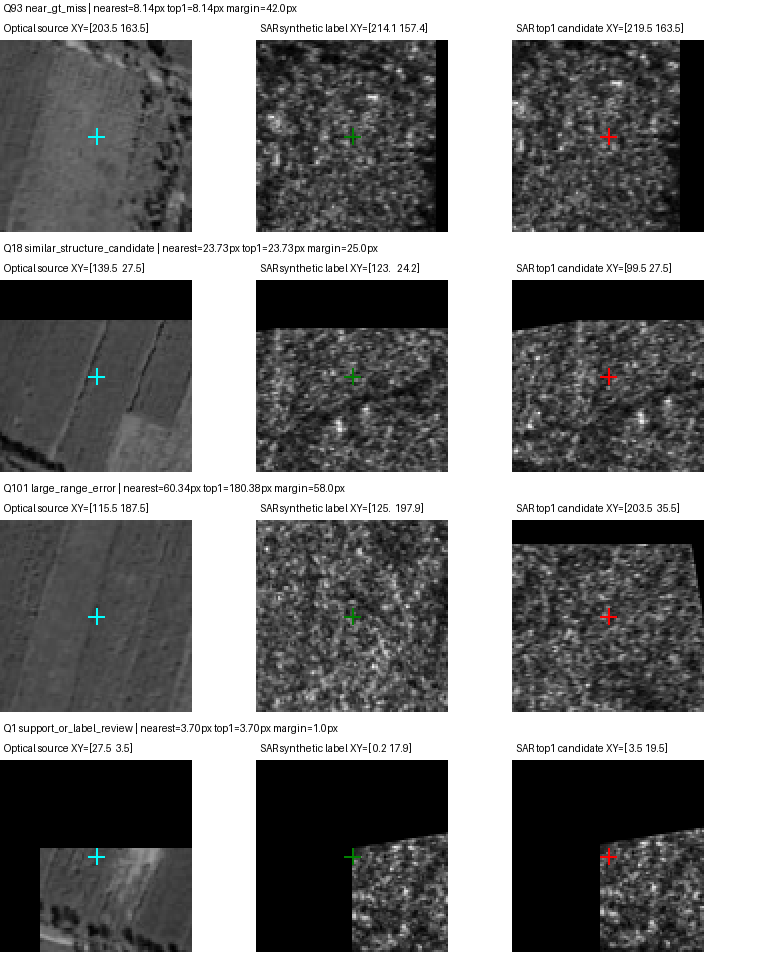 Q93 near_gt_miss | nearest=8.14px top1=8.14px margin=42.0px
Optical source XY=[203.5 163.5] SAR synthetic label XY=[214.1 157.4] SAR top1 candidate XY=[219.5 163.5]
Q18 similar_structure_candidate | nearest=23.73px top1=23.73px margin=25.0px
Optical source XY=[139.5 27.5] SAR synthetic label XY=[123. 24.2] SAR top1 candidate XY=[99.5 27.5]
Q101 large_range_error | nearest=60.34px top1=180.38px margin=58.0px
Optical source XY=[115.5 187.5] SAR synthetic label XY=[125. 197.9] SAR top1 candidate XY=[203.5 35.5]
Q1 support_or_label_review | nearest=3.70px top1=3.70px margin=1.0px
Optical source XY=[27.5 3.5] SAR synthetic label XY=[ 0.2 17.9] SAR top1 candidate XY=[ 3.5 19.5]